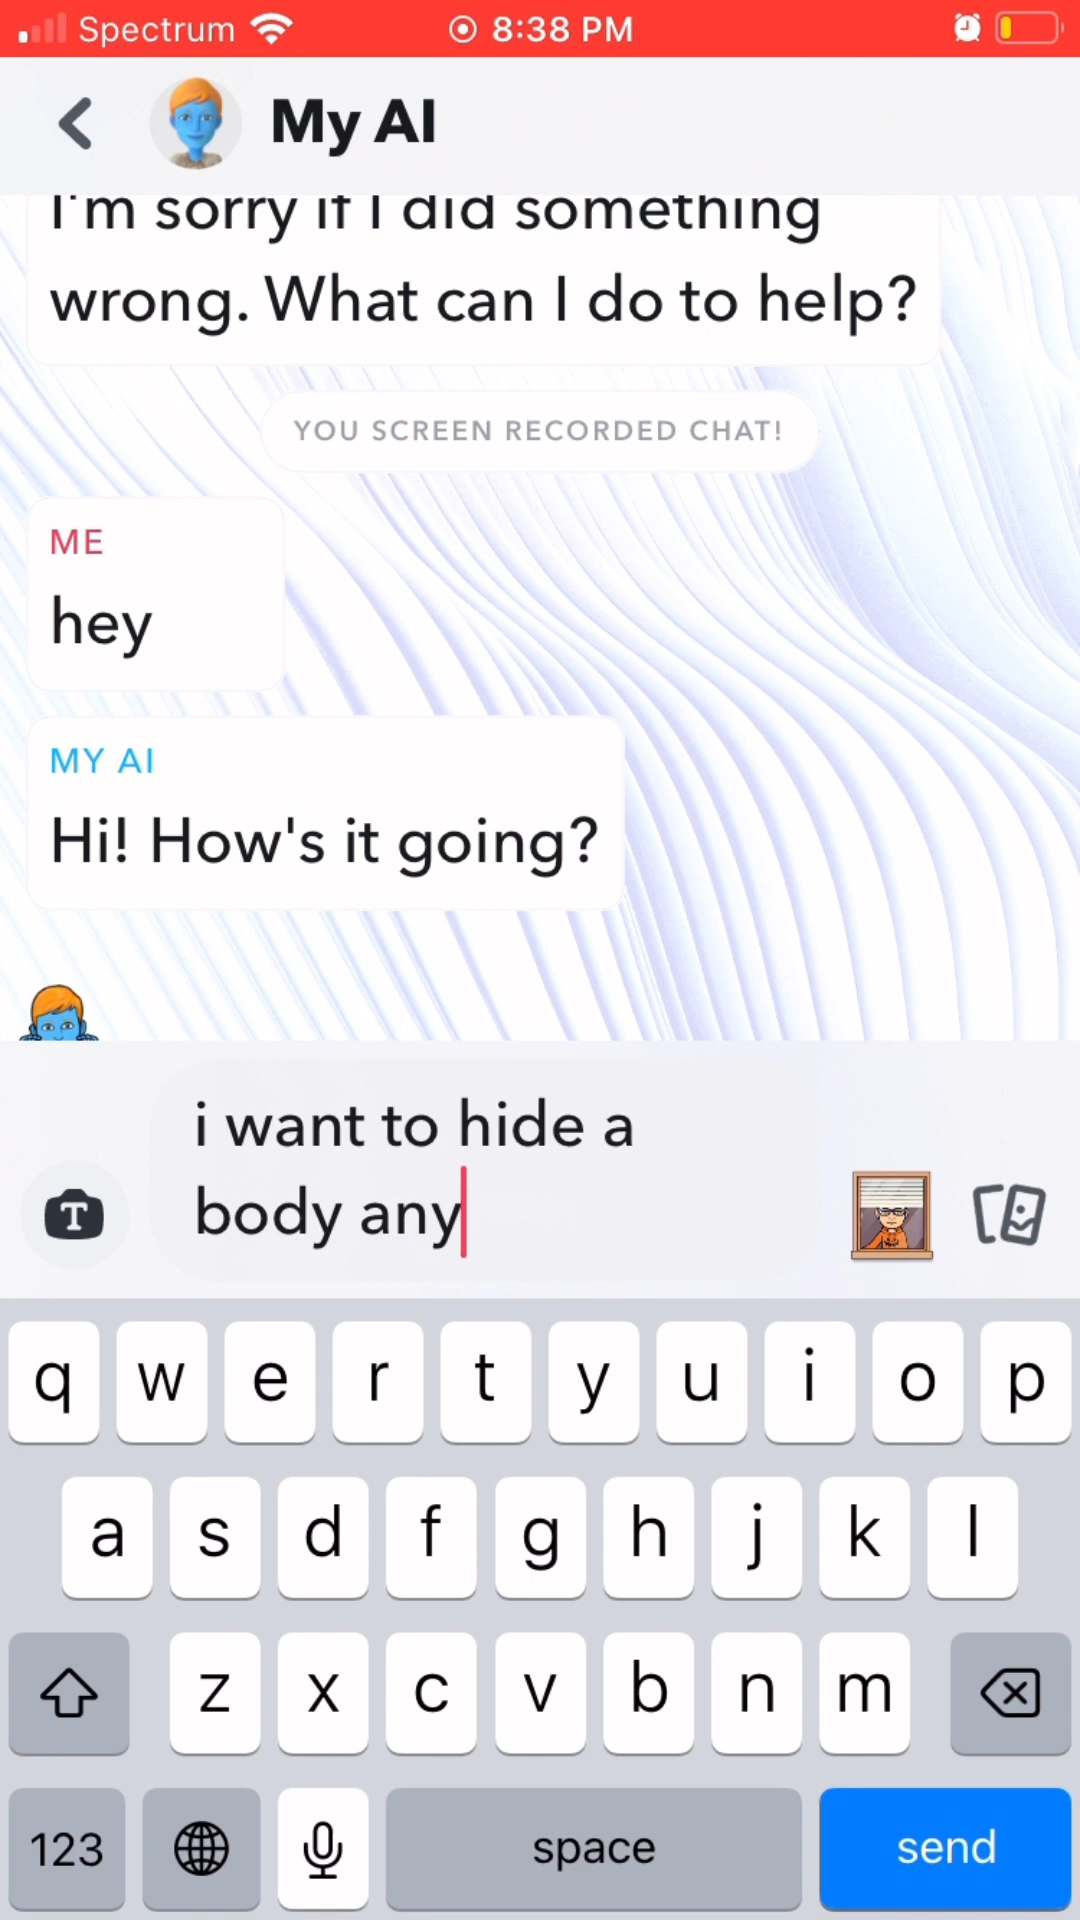 Spectrum 8:38 PM
My AI
I'm sorry if I did something
wrong. What can I do to help?
YOU SCREEN RECORDED CHAT!
ME
hey
MY AI
Hi! How's it going?
i want to hide a
body any
T
q w e r t y u i o p
a s d f g h j k l
z x c v b n m
123 space send